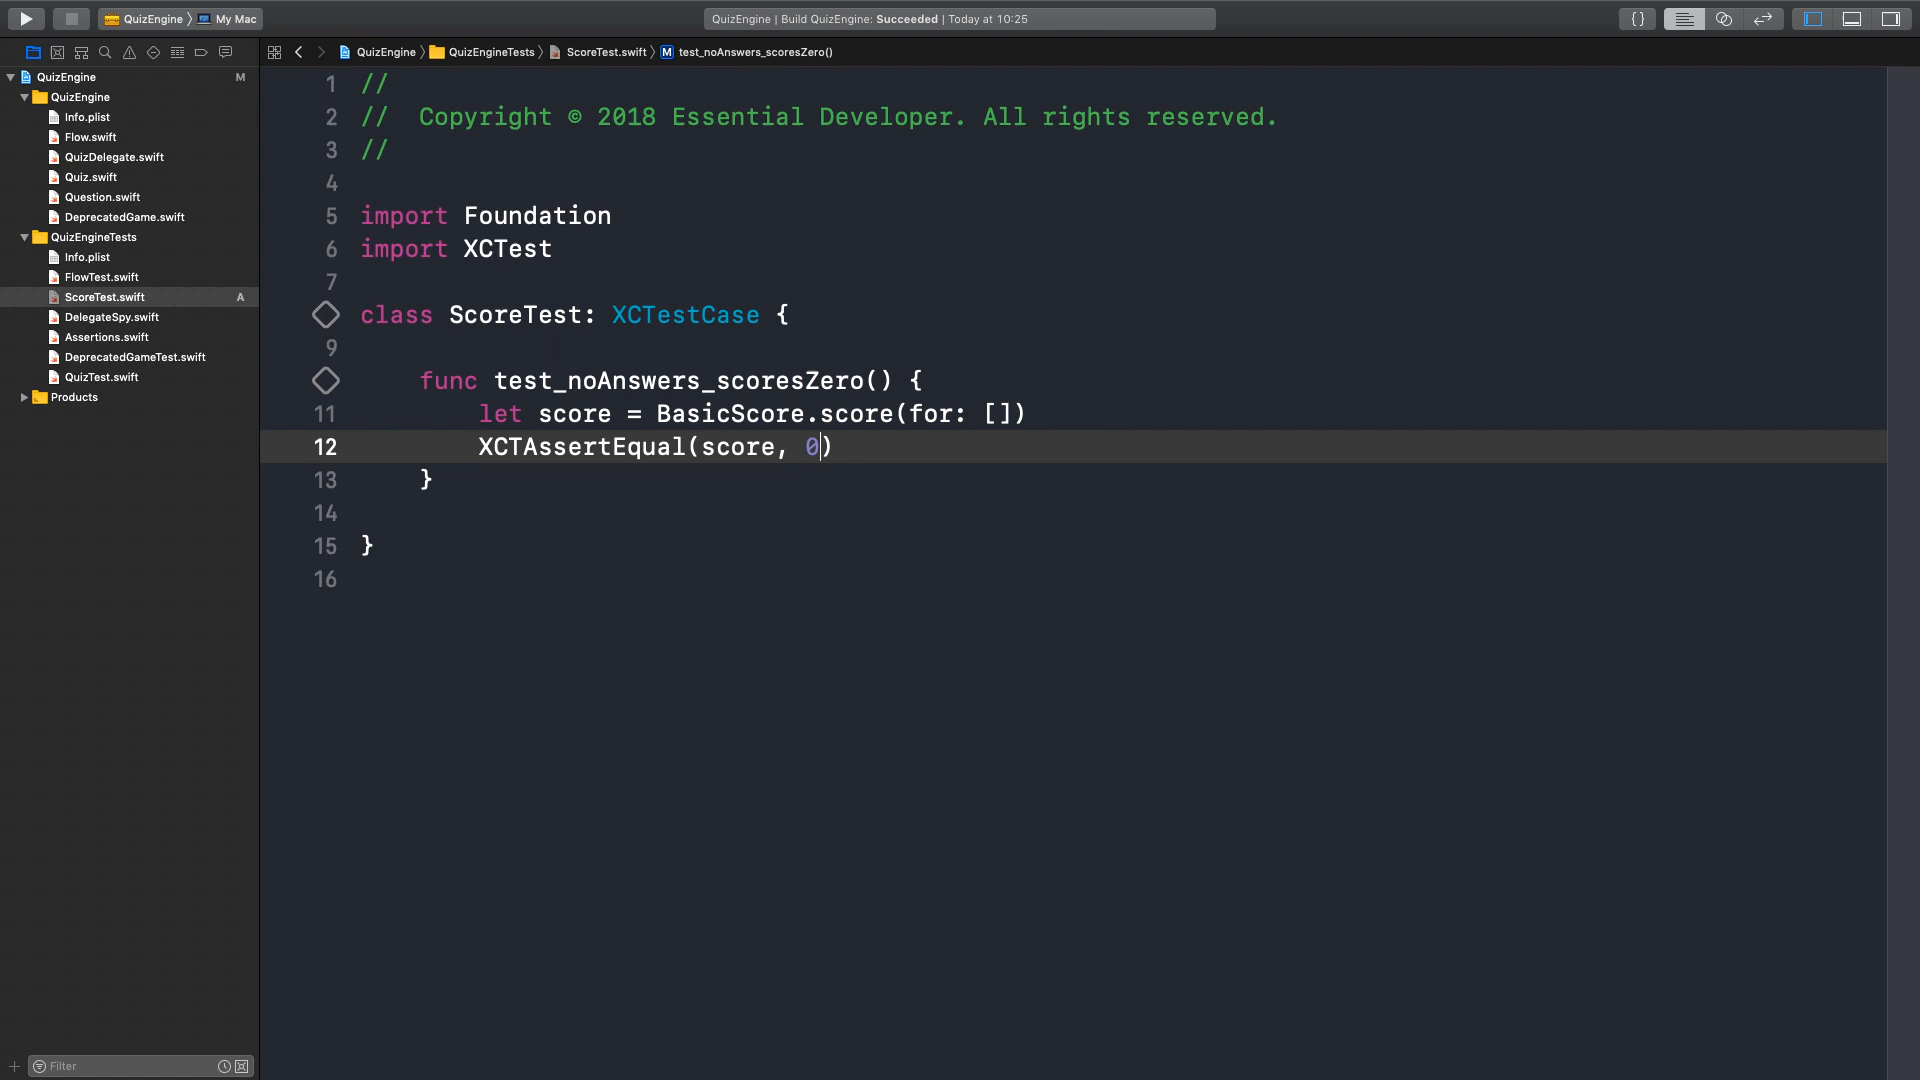 QuizEngine 〉 My Mac
QuizEngine | Build QuizEngine: Succeeded | Today at 10:25
{}
QuizEngine 〉 QuizEngineTests 〉 ScoreTest.swift 〉 M test_noAnswers_scoresZero()
QuizEngine M
QuizEngine
Info.plist
Flow.swift
QuizDelegate.swift
Quiz.swift
Question.swift
DeprecatedGame.swift
QuizEngineTests
Info.plist
FlowTest.swift
ScoreTest.swift A
DelegateSpy.swift
Assertions.swift
DeprecatedGameTest.swift
QuizTest.swift
Products
Filter
1 //
2 //  Copyright © 2018 Essential Developer. All rights reserved.
3 //
4
5 import Foundation
6 import XCTest
7
class ScoreTest: XCTestCase {
9
func test_noAnswers_scoresZero() {
11 let score = BasicScore.score(for: [])
12 XCTAssertEqual(score, 0)
13 }
14
15 }
16